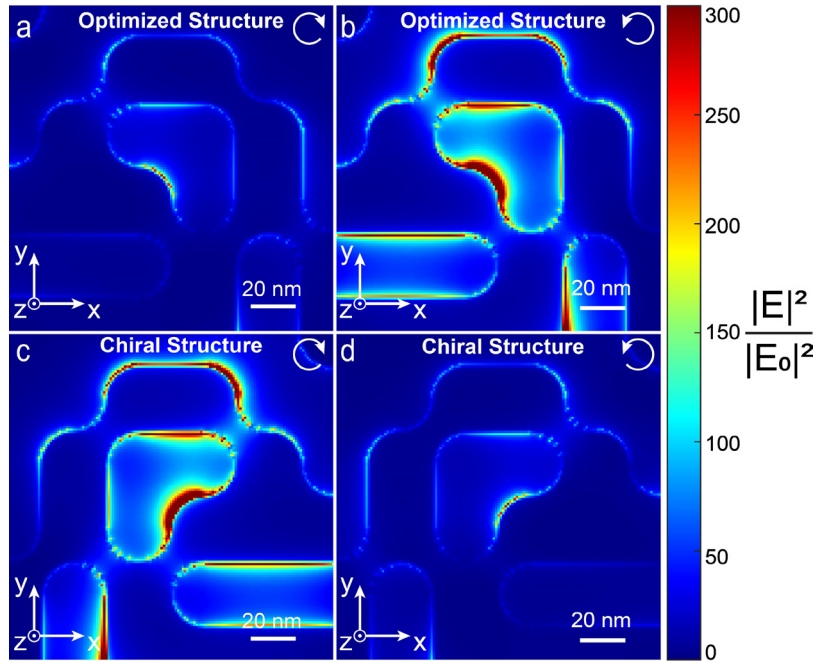 a Optimized Structure
y
z x
20 nm
b Optimized Structure
y
z x
20 nm
c Chiral Structure
y
z x
20 nm
d Chiral Structure
y
z x
20 nm
300
250
200
150
100
50
0
|E|²
|E₀|²